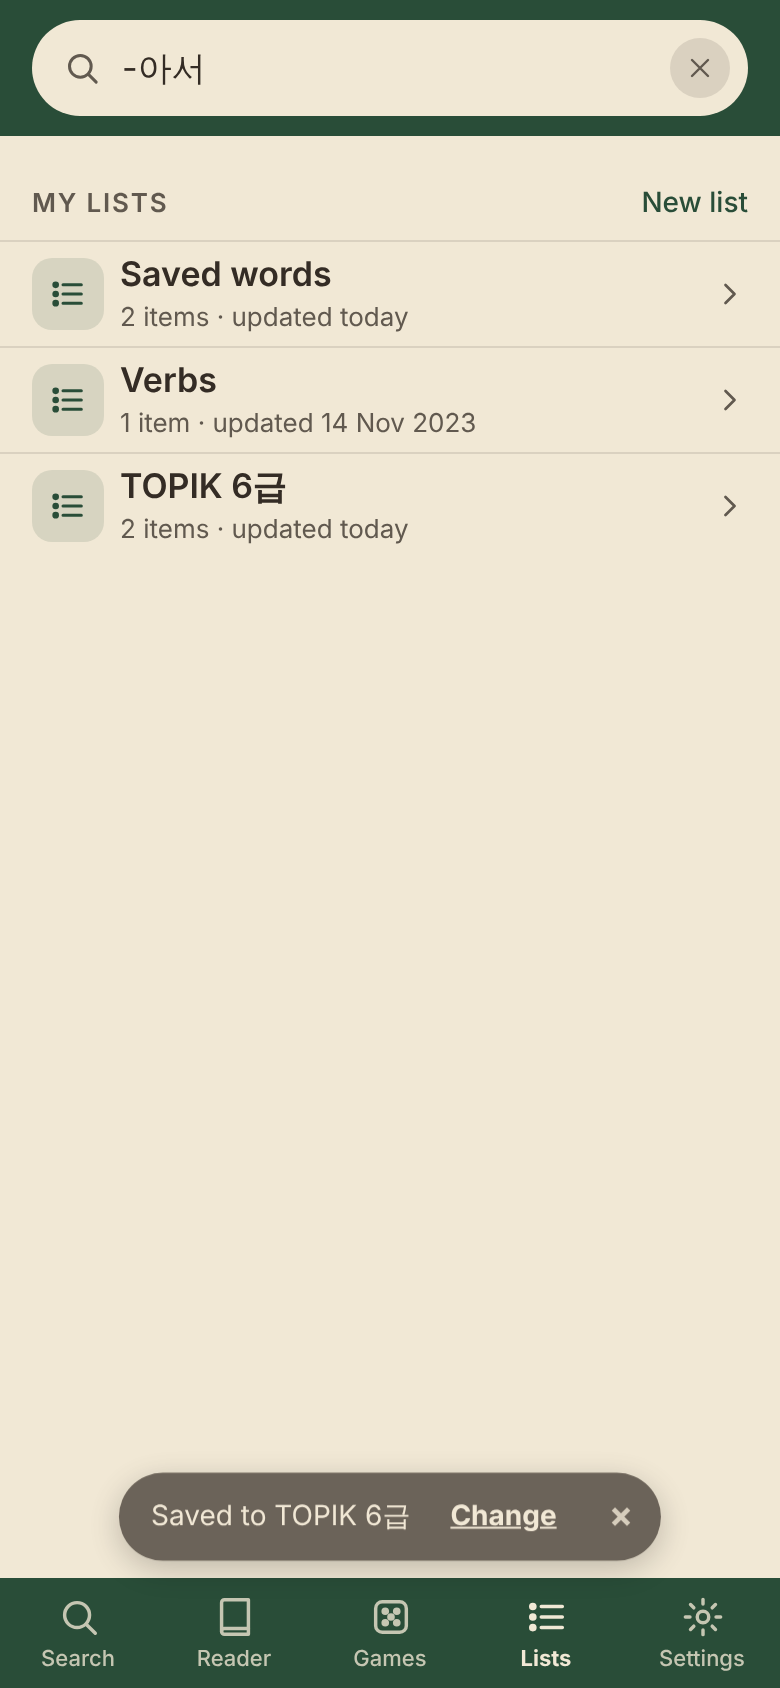 -아서
MY LISTS
New list
Saved words
2 items · updated today
Verbs
1 item · updated 14 Nov 2023
TOPIK 6급
2 items · updated today
Saved to TOPIK 6급 Change
Search Reader Games Lists Settings